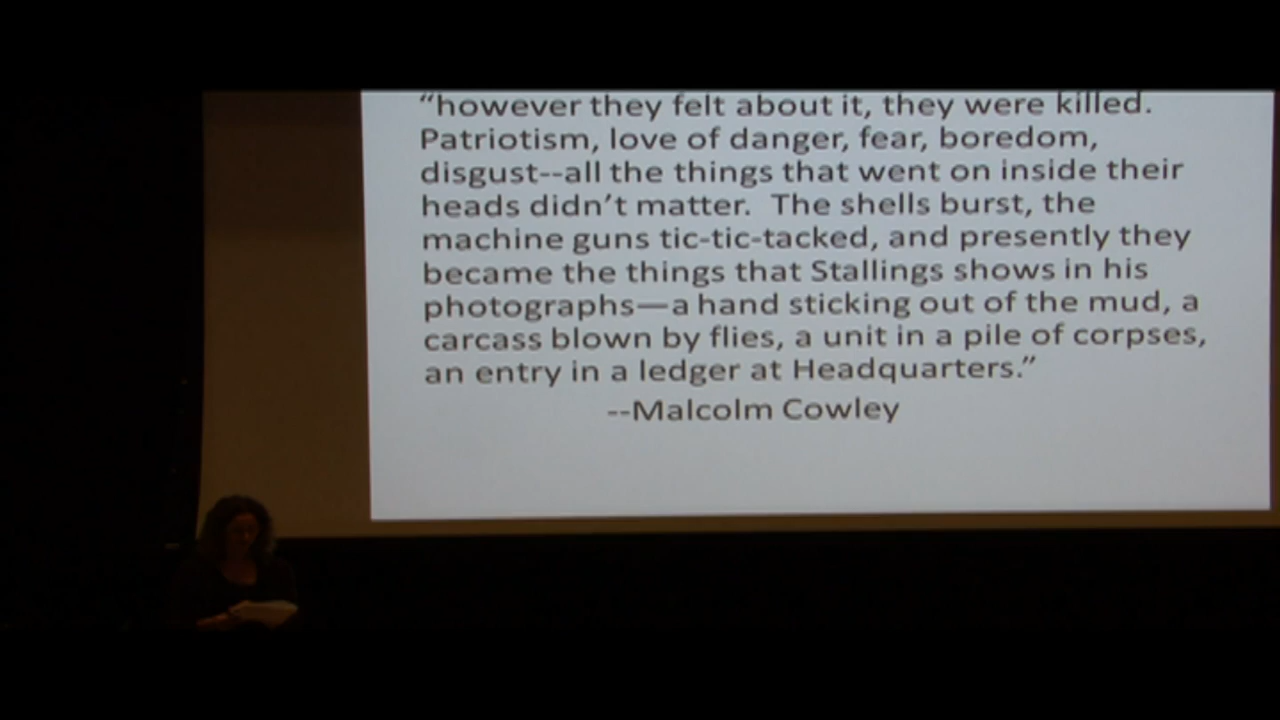 “however they felt about it, they were killed.
Patriotism, love of danger, fear, boredom,
disgust--all the things that went on inside their
heads didn’t matter.  The shells burst, the
machine guns tic-tic-tacked, and presently they
became the things that Stallings shows in his
photographs—a hand sticking out of the mud, a
carcass blown by flies, a unit in a pile of corpses,
an entry in a ledger at Headquarters.”
--Malcolm Cowley